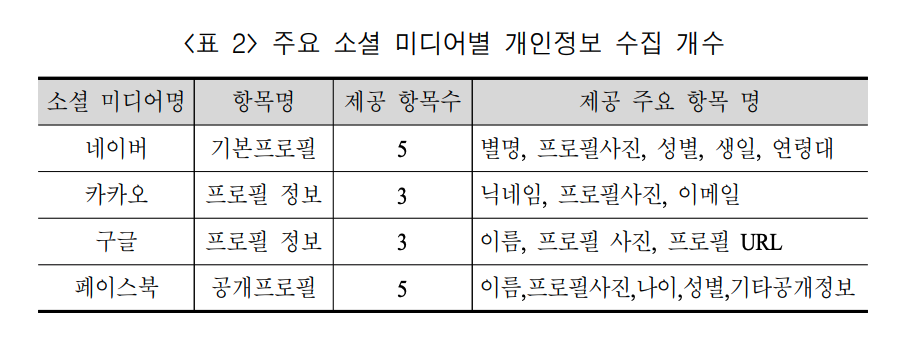 <표 2> 주요 소셜 미디어별 개인정보 수집 개수
소셜 미디어명 항목명 제공 항목수 제공 주요 항목 명
네이버 기본프로필 5 별명, 프로필사진, 성별, 생일, 연령대
카카오 프로필 정보 3 닉네임, 프로필사진, 이메일
구글 프로필 정보 3 이름, 프로필 사진, 프로필 URL
페이스북 공개프로필 5 이름,프로필사진,나이,성별,기타공개정보